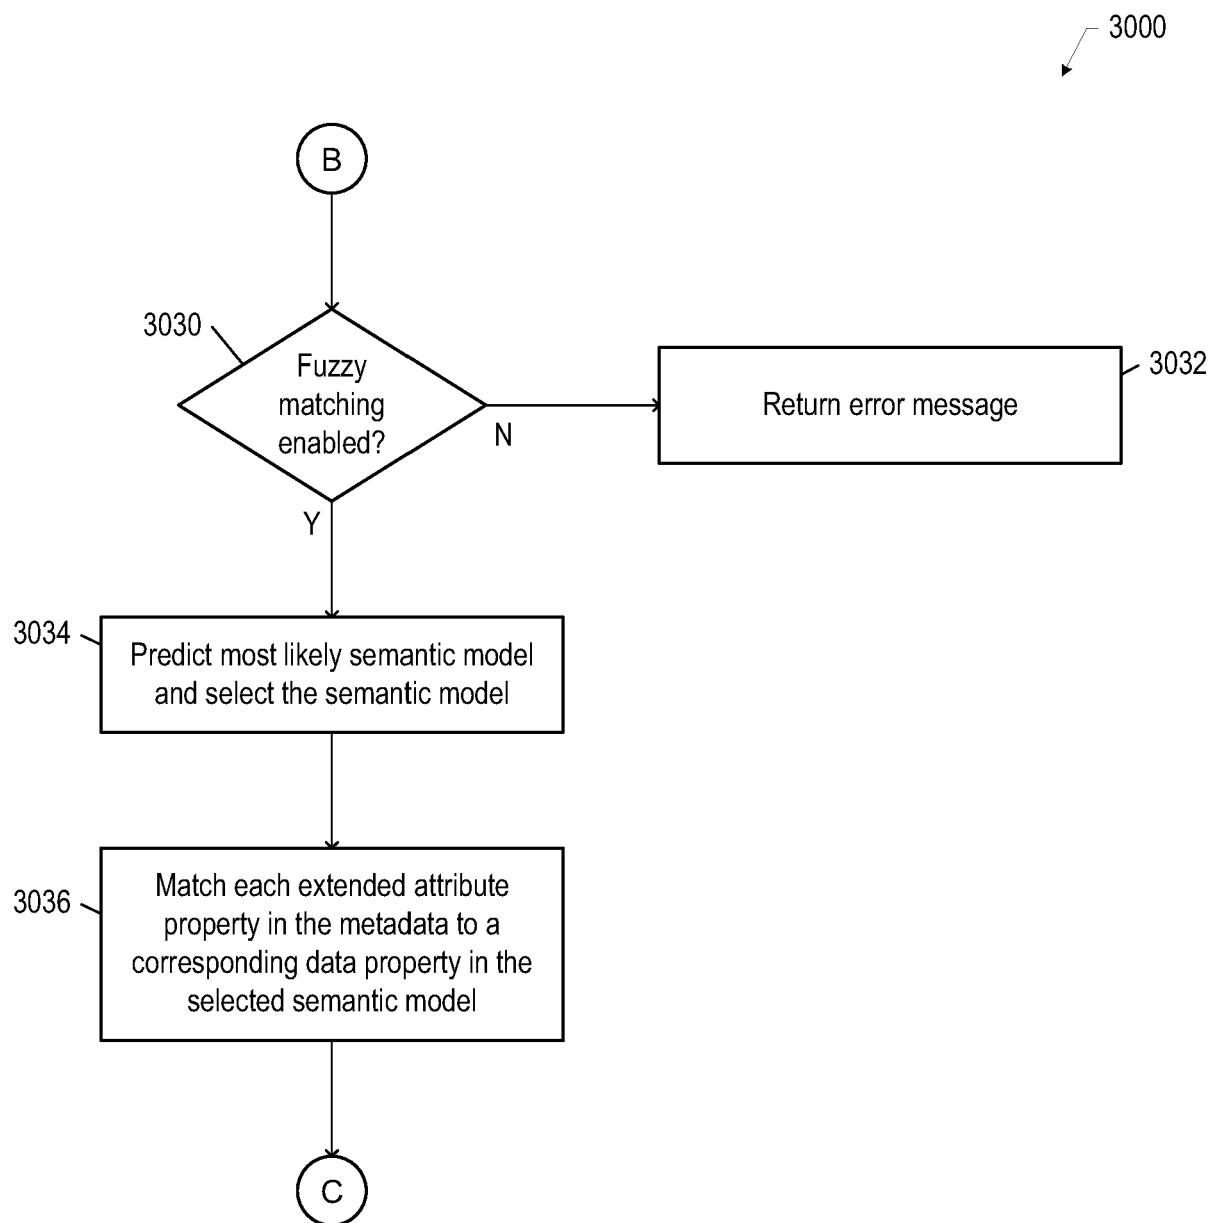 3000
B
3030
Fuzzy
matching
enabled?
N
Return error message
3032
Y
3034
Predict most likely semantic model
and select the semantic model
3036
Match each extended attribute
property in the metadata to a
corresponding data property in the
selected semantic model
C